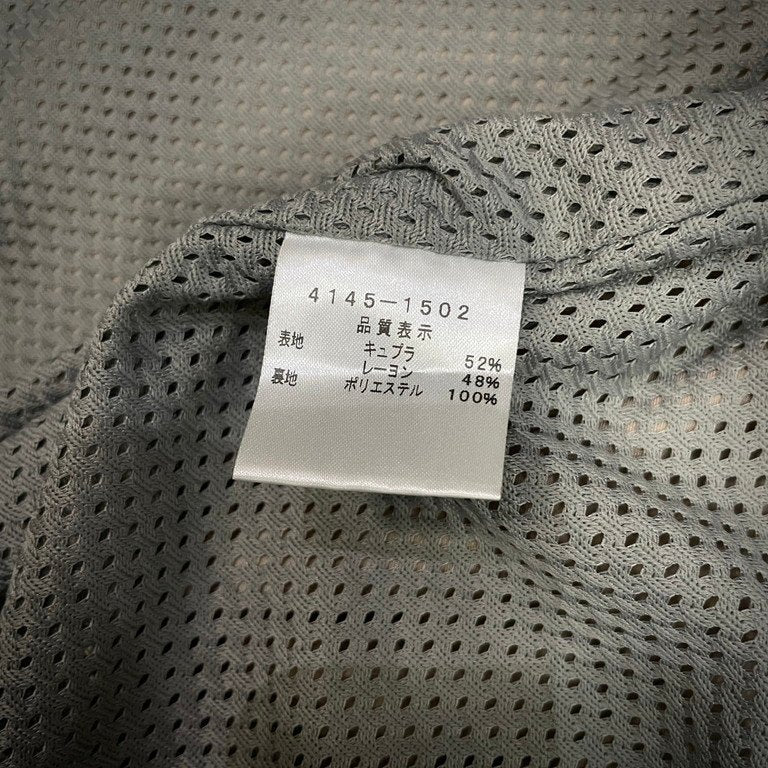 4145-1502
品質表示
表地 キュプラ 52%
レーヨン 48%
裏地 ポリエステル 100%